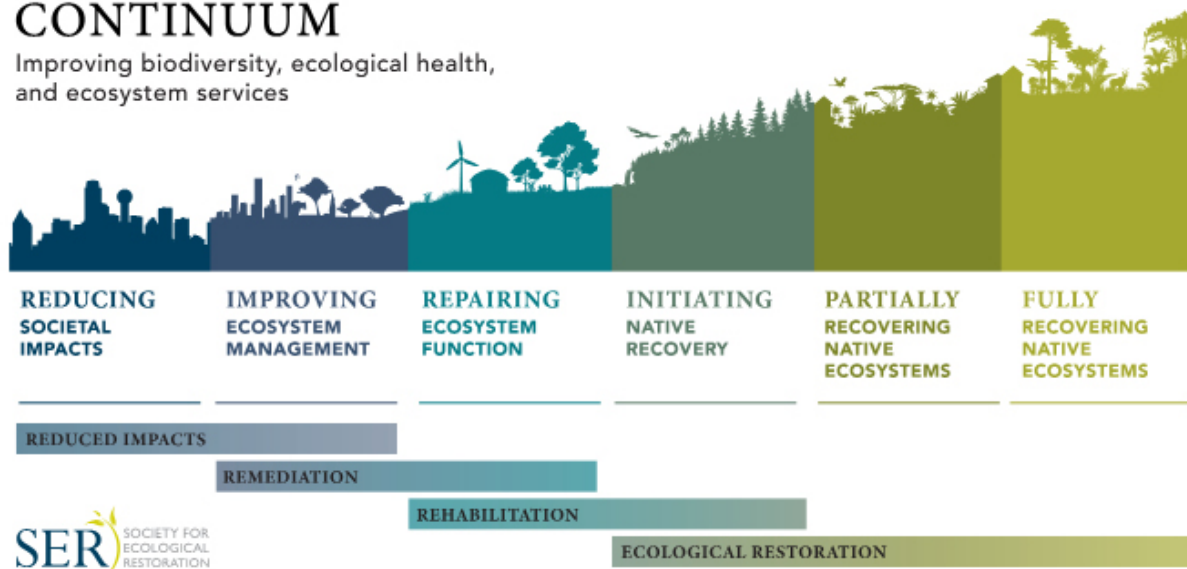 CONTINUUM
Improving biodiversity, ecological health,
and ecosystem services
REDUCING
SOCIETAL
IMPACTS
IMPROVING
ECOSYSTEM
MANAGEMENT
REPAIRING
ECOSYSTEM
FUNCTION
INITIATING
NATIVE
RECOVERY
PARTIALLY
RECOVERING
NATIVE
ECOSYSTEMS
FULLY
RECOVERING
NATIVE
ECOSYSTEMS
REDUCED IMPACTS
REMEDIATION
REHABILITATION
ECOLOGICAL RESTORATION
SER
SOCIETY FOR
ECOLOGICAL
RESTORATION